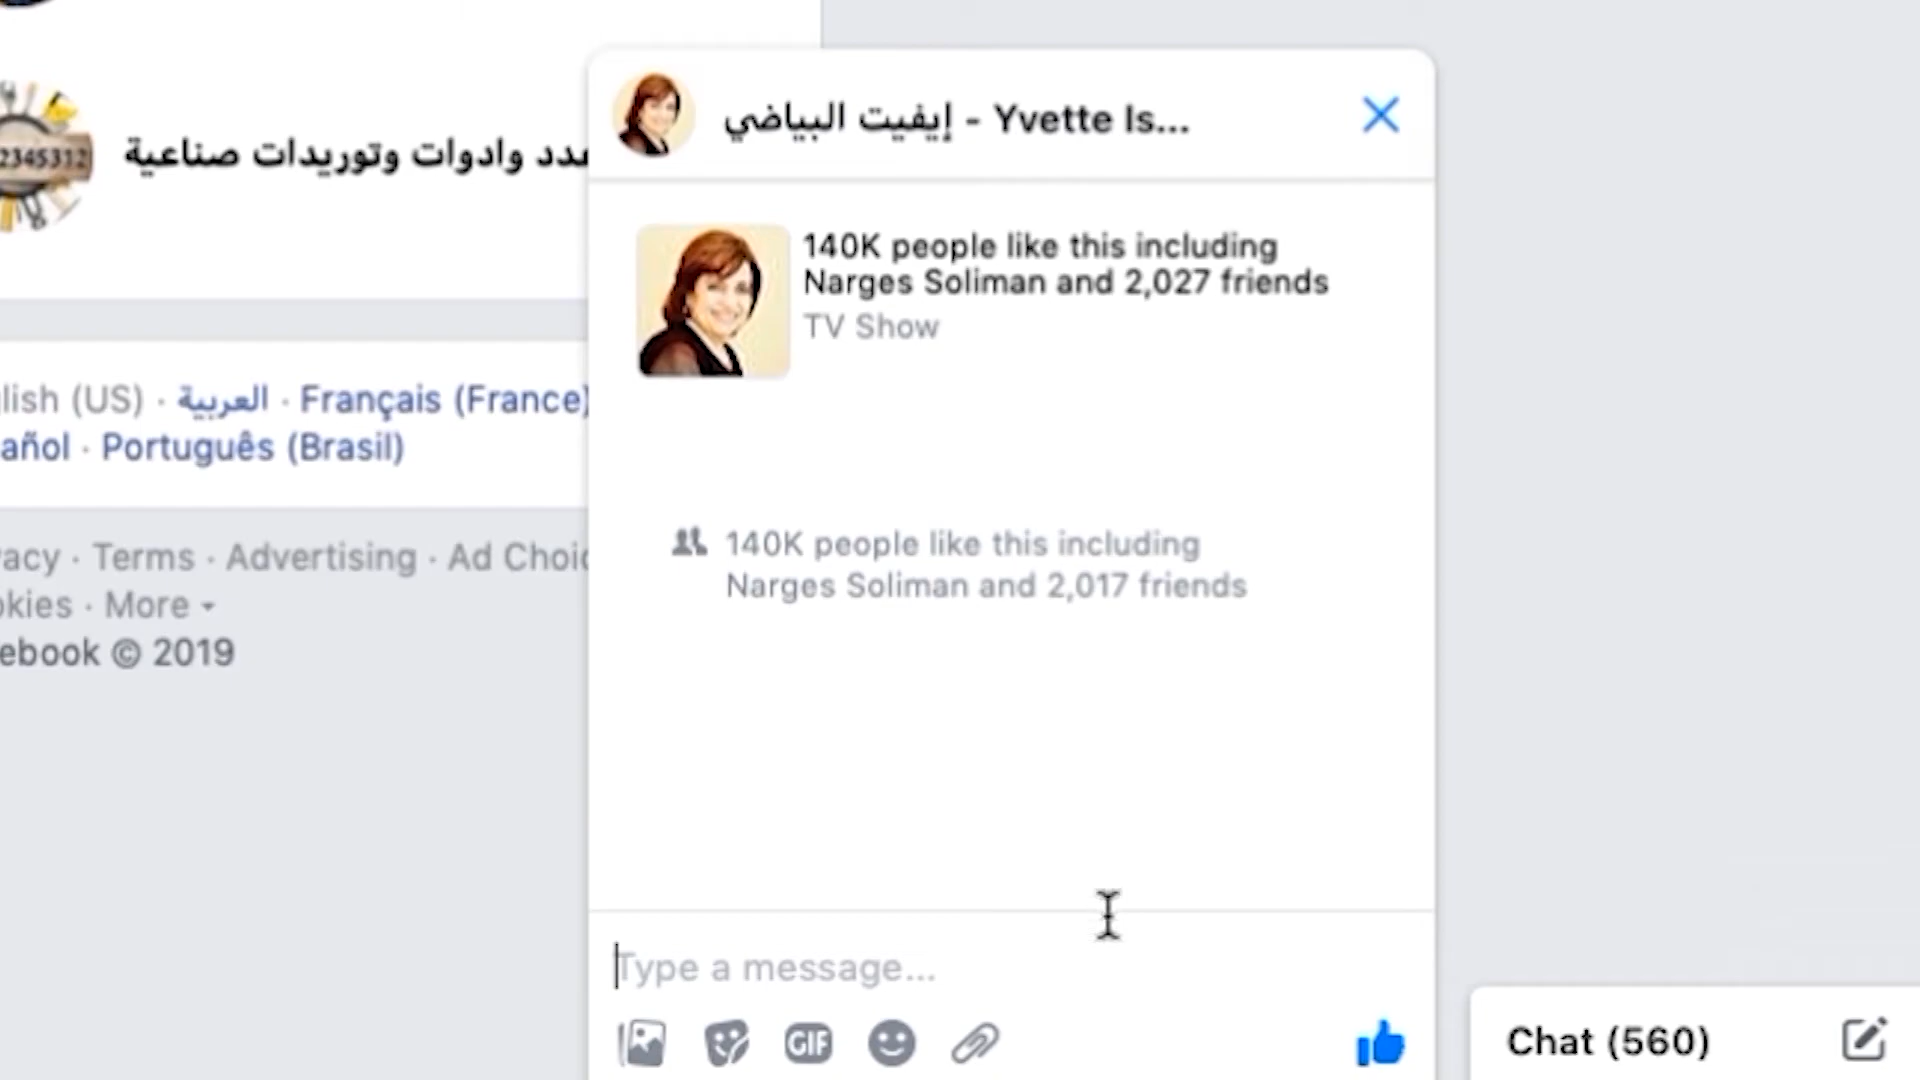 2345312
عدد وادوات وتوريدات صناعية
lish (US) · العربية · Français (France)
añol · Português (Brasil)
acy · Terms · Advertising · Ad Choic
okies · More
ebook © 2019
إيفيت البياضي - Yvette Is...
140K people like this including
Narges Soliman and 2,027 friends
TV Show
140K people like this including
Narges Soliman and 2,017 friends
Type a message...
GIF
Chat (560)